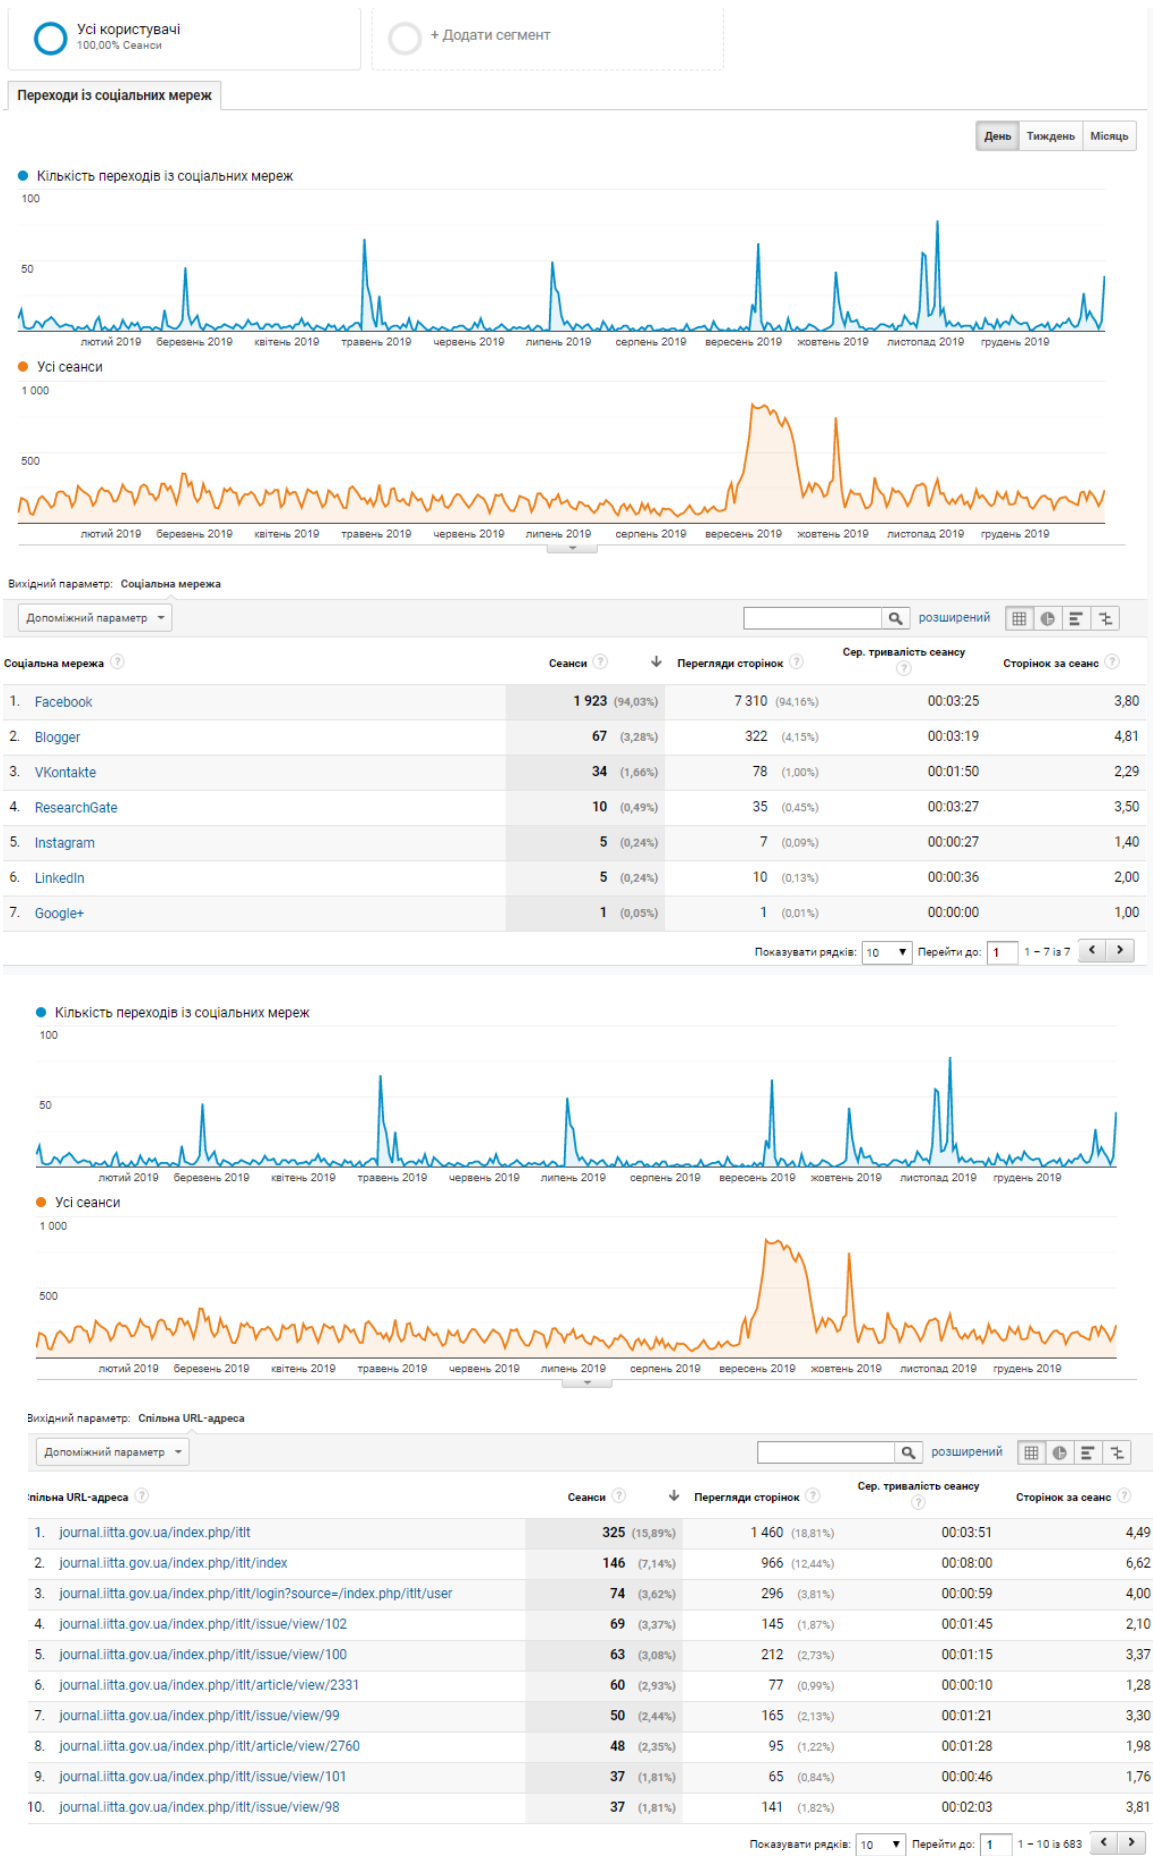 Усі користувачі
100,00% Сеанси
+ Додати сегмент
Переходи із соціальних мереж
День Тиждень Місяць
Кількість переходів із соціальних мереж
100
50
лютий 2019 березень 2019 квітень 2019 травень 2019 червень 2019 липень 2019 серпень 2019 вересень 2019 жовтень 2019 листопад 2019 грудень 2019
Усі сеанси
1 000
500
лютий 2019 березень 2019 квітень 2019 травень 2019 червень 2019 липень 2019 серпень 2019 вересень 2019 жовтень 2019 листопад 2019 грудень 2019
Вихідний параметр: Соціальна мережа
Допоміжний параметр розширений
Соціальна мережа ? Сеанси ? Перегляди сторінок ? Сер. тривалість сеансу ? Сторінок за сеанс ?
1. Facebook 1 923 (94,03%) 7 310 (94,16%) 00:03:25 3,80
2. Blogger 67 (3,28%) 322 (4,15%) 00:03:19 4,81
3. VKontakte 34 (1,66%) 78 (1,00%) 00:01:50 2,29
4. ResearchGate 10 (0,49%) 35 (0,45%) 00:03:27 3,50
5. Instagram 5 (0,24%) 7 (0,09%) 00:00:27 1,40
6. LinkedIn 5 (0,24%) 10 (0,13%) 00:00:36 2,00
7. Google+ 1 (0,05%) 1 (0,01%) 00:00:00 1,00
Показувати рядків: 10 Перейти до: 1 1 – 7 із 7
Кількість переходів із соціальних мереж
100
50
лютий 2019 березень 2019 квітень 2019 травень 2019 червень 2019 липень 2019 серпень 2019 вересень 2019 жовтень 2019 листопад 2019 грудень 2019
Усі сеанси
1 000
500
лютий 2019 березень 2019 квітень 2019 травень 2019 червень 2019 липень 2019 серпень 2019 вересень 2019 жовтень 2019 листопад 2019 грудень 2019
Вихідний параметр: Спільна URL-адреса
Допоміжний параметр розширений
Спільна URL-адреса ? Сеанси ? Перегляди сторінок ? Сер. тривалість сеансу ? Сторінок за сеанс ?
1. journal.iitta.gov.ua/index.php/itlt 325 (15,89%) 1 460 (18,81%) 00:03:51 4,49
2. journal.iitta.gov.ua/index.php/itlt/index 146 (7,14%) 966 (12,44%) 00:08:00 6,62
3. journal.iitta.gov.ua/index.php/itlt/login?source=/index.php/itlt/user 74 (3,62%) 296 (3,81%) 00:00:59 4,00
4. journal.iitta.gov.ua/index.php/itlt/issue/view/102 69 (3,37%) 145 (1,87%) 00:01:45 2,10
5. journal.iitta.gov.ua/index.php/itlt/issue/view/100 63 (3,08%) 212 (2,73%) 00:01:15 3,37
6. journal.iitta.gov.ua/index.php/itlt/article/view/2331 60 (2,93%) 77 (0,99%) 00:00:10 1,28
7. journal.iitta.gov.ua/index.php/itlt/issue/view/99 50 (2,44%) 165 (2,13%) 00:01:21 3,30
8. journal.iitta.gov.ua/index.php/itlt/article/view/2760 48 (2,35%) 95 (1,22%) 00:01:28 1,98
9. journal.iitta.gov.ua/index.php/itlt/issue/view/101 37 (1,81%) 65 (0,84%) 00:00:46 1,76
10. journal.iitta.gov.ua/index.php/itlt/issue/view/98 37 (1,81%) 141 (1,82%) 00:02:03 3,81
Показувати рядків: 10 Перейти до: 1 1 – 10 із 683